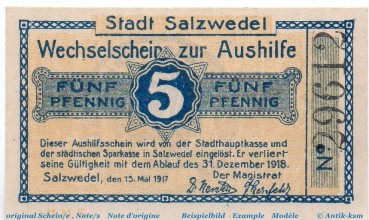 Stadt Salzwedel
Wechselschein zur Aushilfe
FÜNF PFENNIG
5
FÜNF PFENNIG
Nº 29612
Dieser Aushilfsschein wird von der Stadthauptkasse und
der städtischen Sparkasse in Salzwedel eingelöst. Er verliert
seine Gültigkeit mit dem Ablauf des 31. Dezember 1918.
Salzwedel, den 15. Mai 1917
Der Magistrat
original Schein/e , Note/s Note d'origine Beispielbild Example Modéle © Antik-ksm